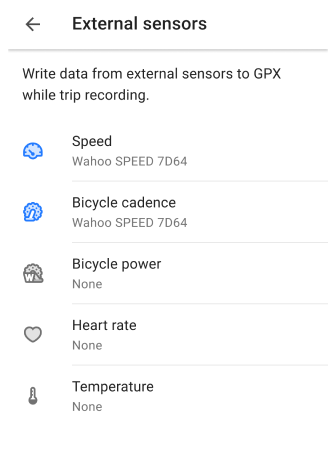 External sensors
Write data from external sensors to GPX
while trip recording.
Speed
Wahoo SPEED 7D64
Bicycle cadence
Wahoo SPEED 7D64
Bicycle power
None
Heart rate
None
Temperature
None